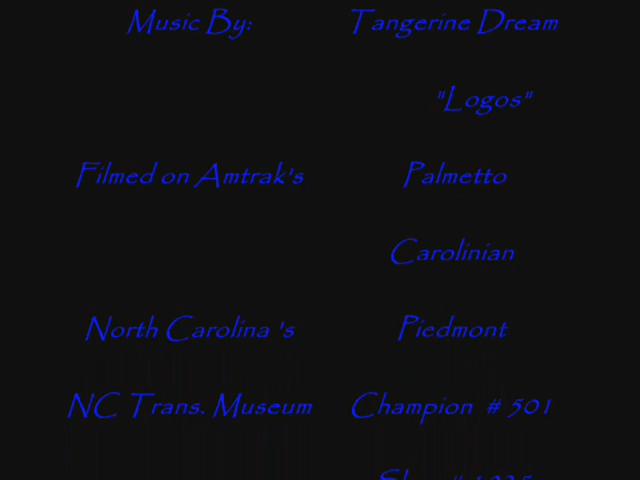 Music By: Tangerine Dream
"Logos"
Filmed on Amtrak's Palmetto
Carolinian
North Carolina 's Piedmont
NC Trans. Museum Champion # 501